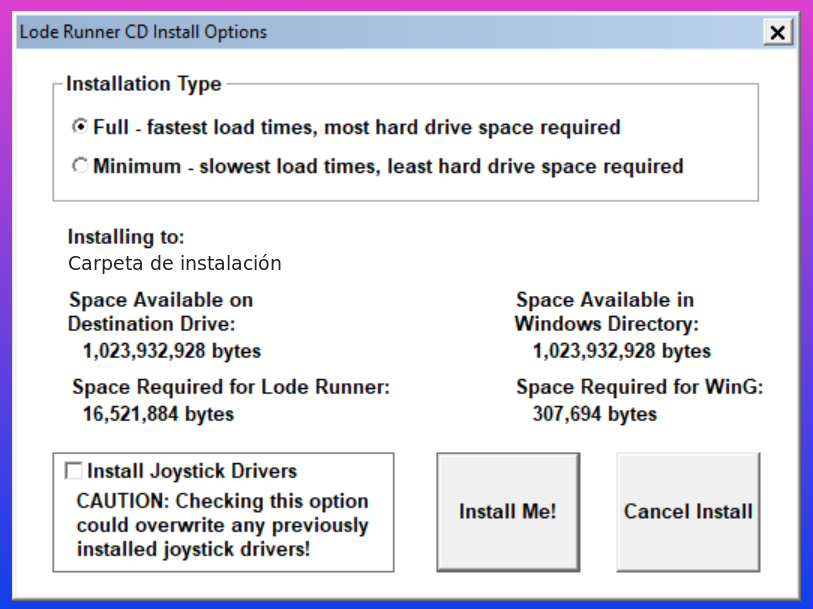 Lode Runner CD Install Options
Installation Type
Full - fastest load times, most hard drive space required
Minimum - slowest load times, least hard drive space required
Installing to:
Carpeta de instalación
Space Available on
Destination Drive:
1,023,932,928 bytes
Space Available in
Windows Directory:
1,023,932,928 bytes
Space Required for Lode Runner:
16,521,884 bytes
Space Required for WinG:
307,694 bytes
Install Joystick Drivers
CAUTION: Checking this option
could overwrite any previously
installed joystick drivers!
Install Me!
Cancel Install